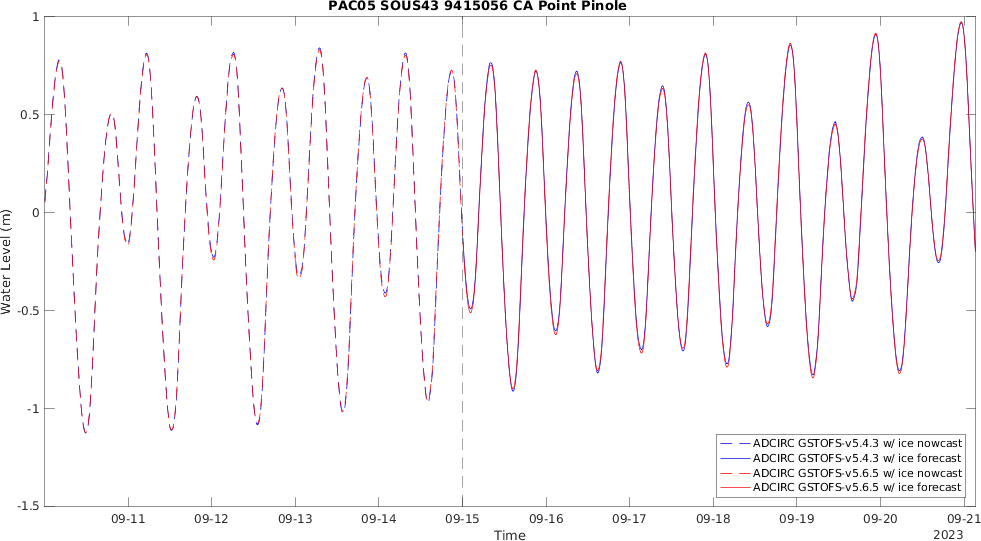 PAC05 SOUS43 9415056 CA Point Pinole
1
0.5
0
-0.5
-1
-1.5
Water Level (m)
09-11 09-12 09-13 09-14 09-15 09-16 09-17 09-18 09-19 09-20 09-21
2023
Time
ADCIRC GSTOFS-v5.4.3 w/ ice nowcast
ADCIRC GSTOFS-v5.4.3 w/ ice forecast
ADCIRC GSTOFS-v5.6.5 w/ ice nowcast
ADCIRC GSTOFS-v5.6.5 w/ ice forecast